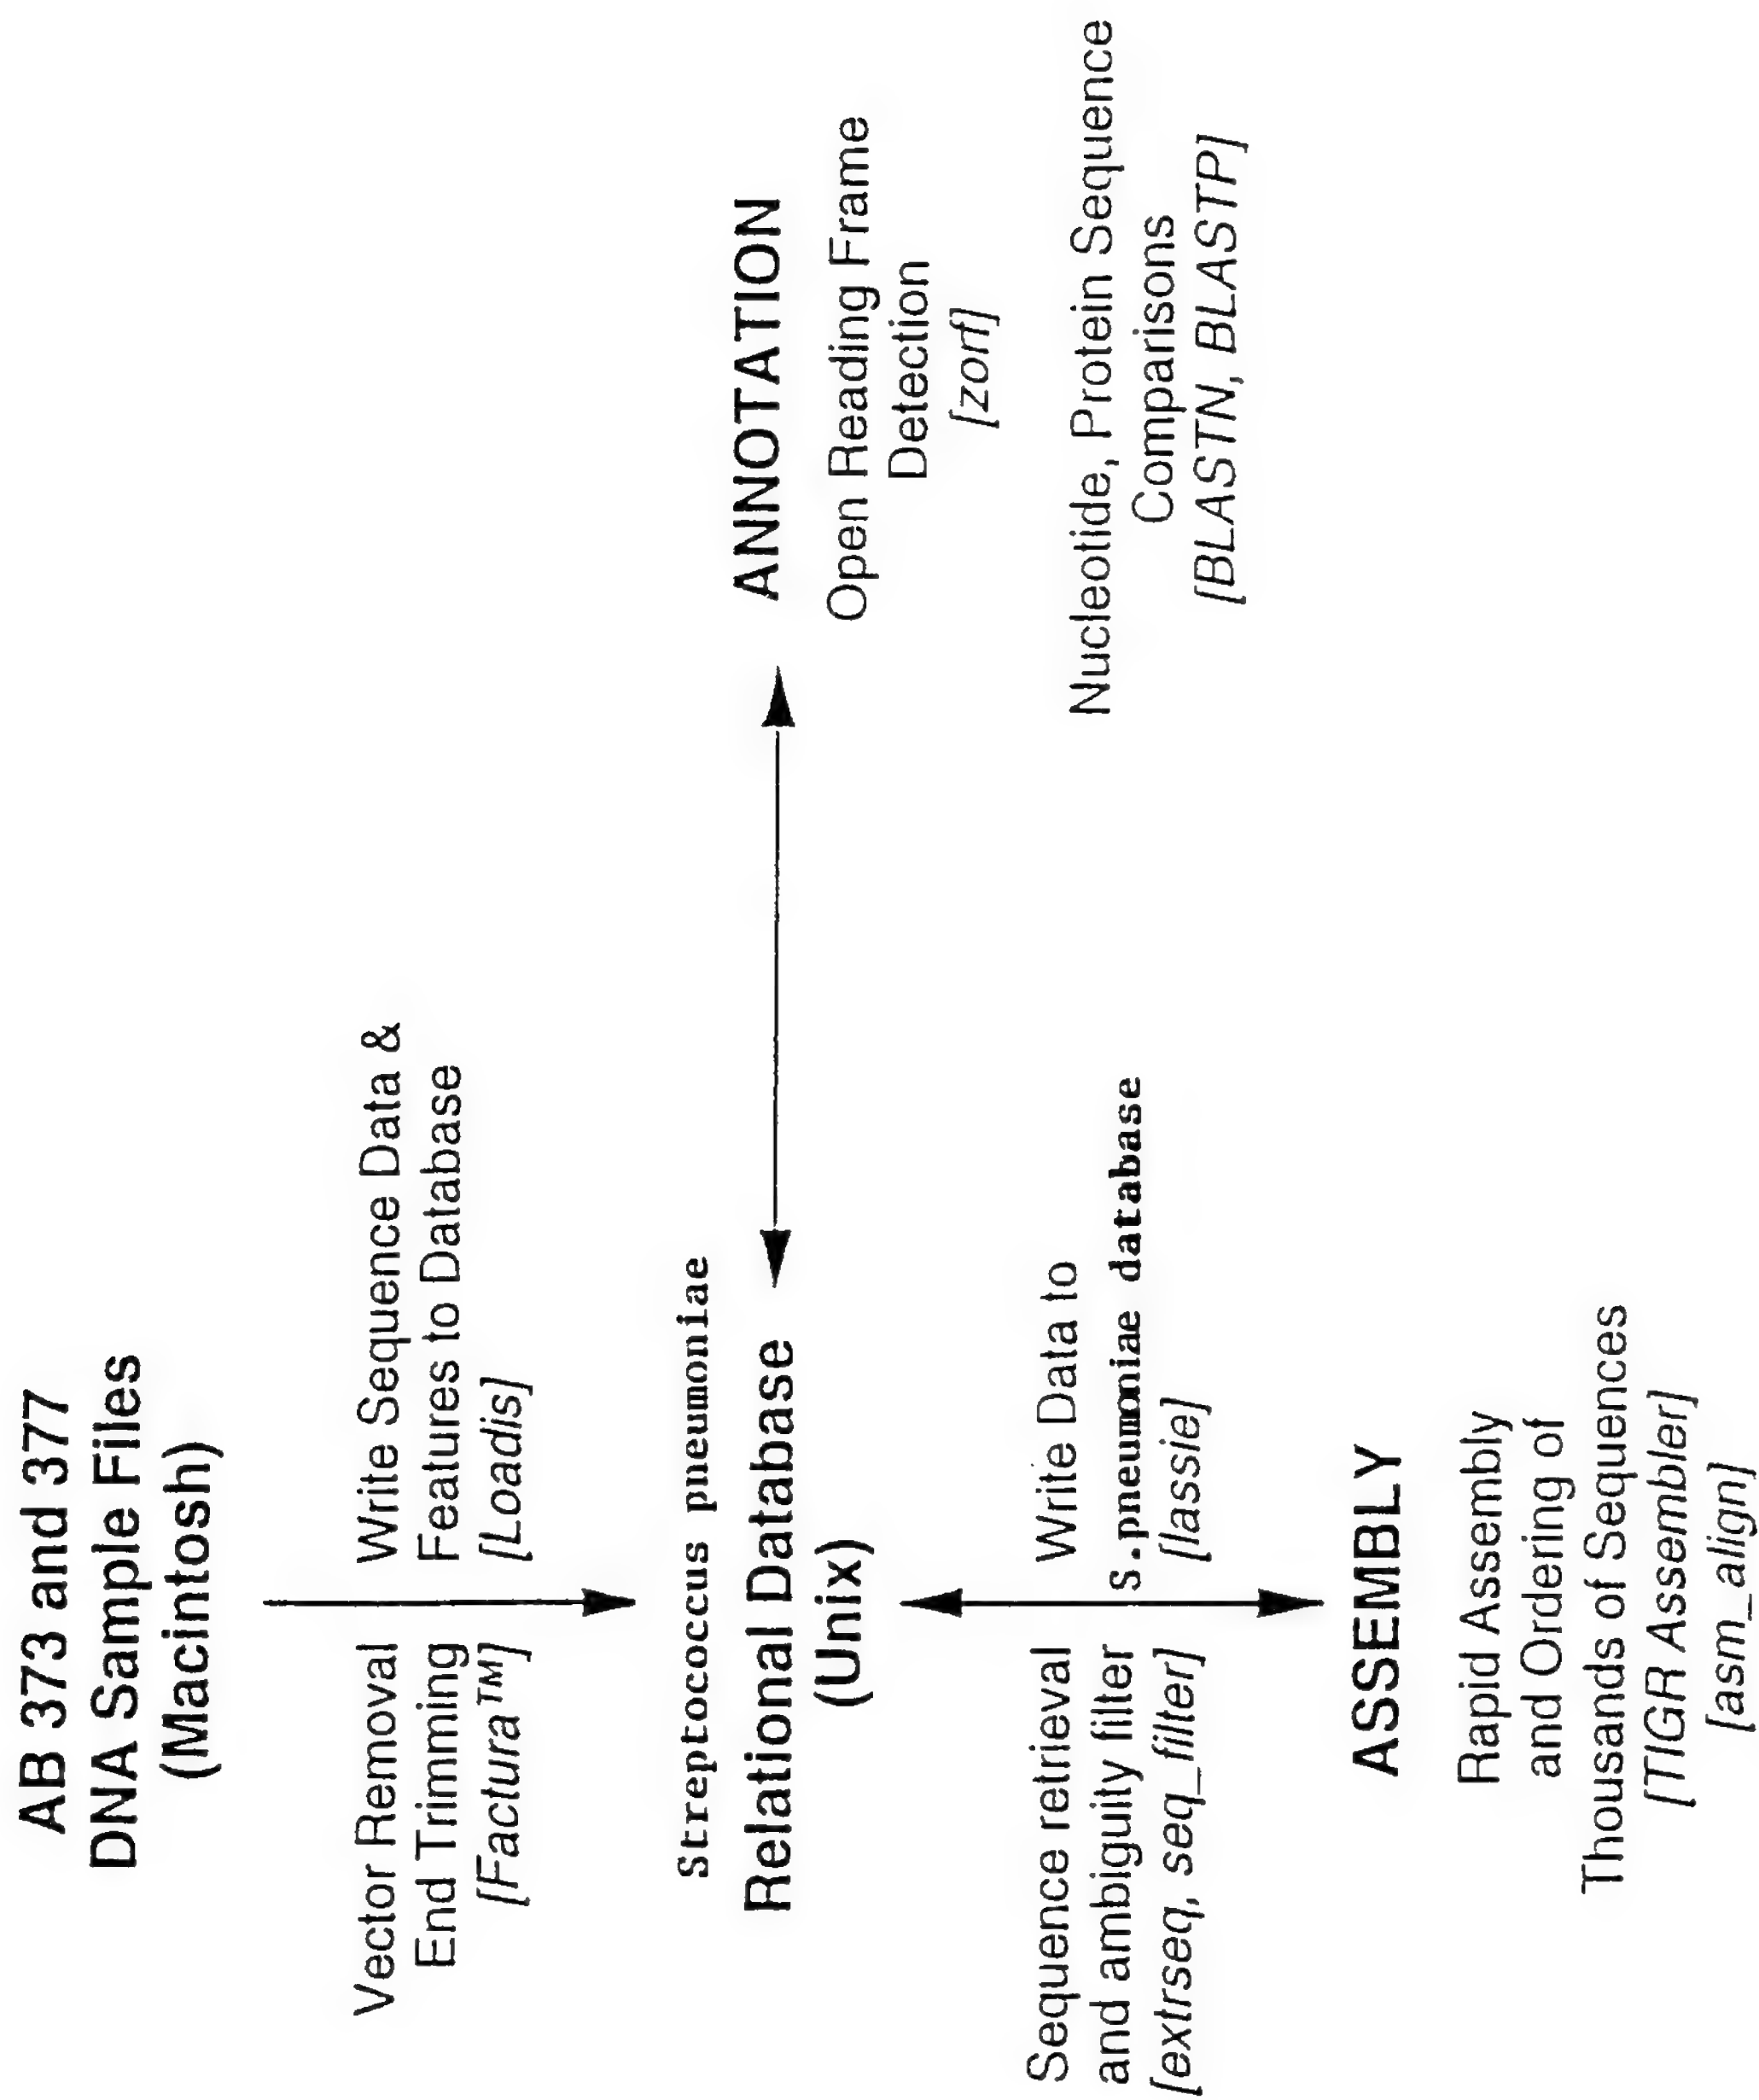 AB 373 and 377
DNA Sample Files
(Macintosh)
Vector Removal
End Trimming
[Factura™]
Write Sequence Data &
Features to Database
[Loadis]
Streptococcus pneumoniae
Relational Database
(Unix)
ANNOTATION
Open Reading Frame
Detection
[zorf]
Nucleotide, Protein Sequence
Comparisons
[BLASTN, BLASTP]
Sequence retrieval
and ambiguity filter
[extrseq, seq_filter]
Write Data to
S.pneumoniae database
[lassie]
ASSEMBLY
Rapid Assembly
and Ordering of
Thousands of Sequences
[TIGR Assembler]
[asm_align]